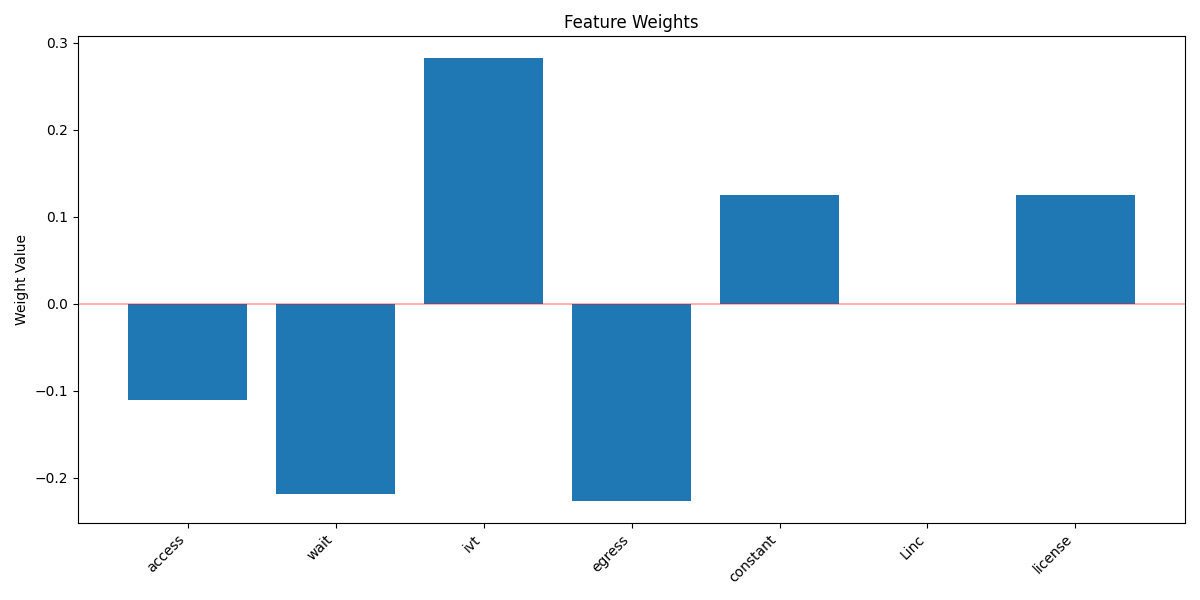 Feature Weights
Weight Value
0.3
0.2
0.1
0.0
−0.1
−0.2
access
wait
ivt
egress
constant
Linc
license